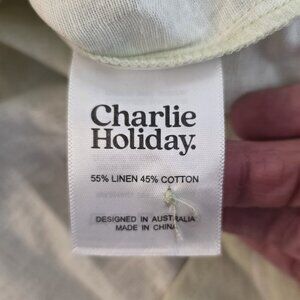 Charlie
Holiday.
55% LINEN 45% COTTON
DESIGNED IN AUSTRALIA
MADE IN CHINA